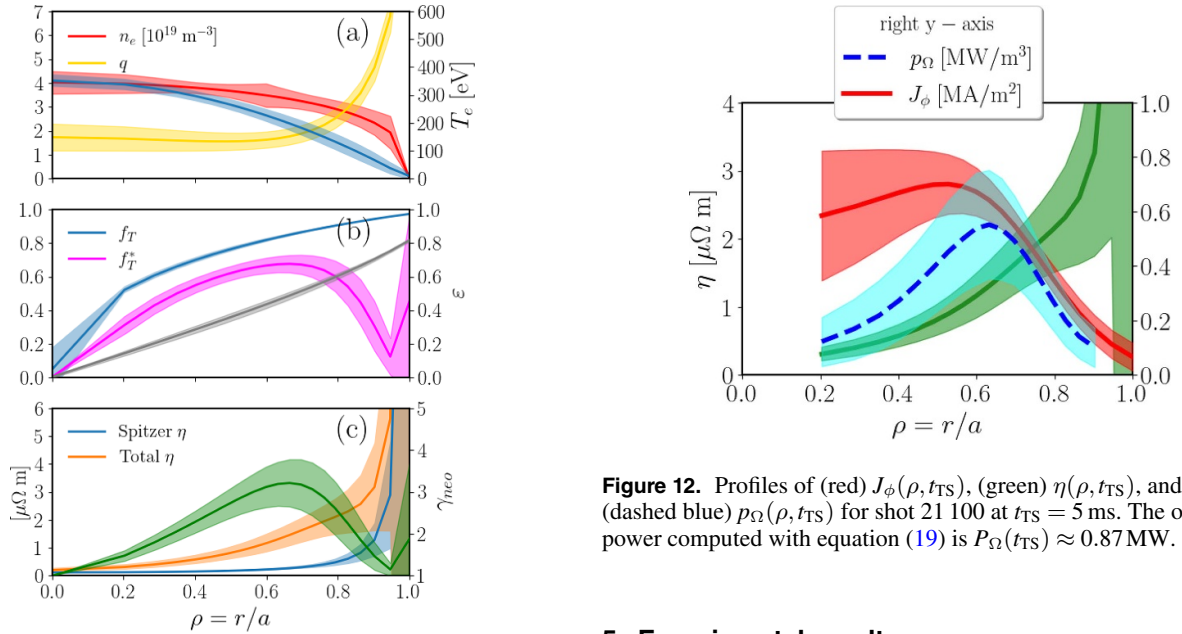 7
6
5
4
3
2
1
0
n_e [10^19 m^−3]
q
(a)
600
500
400
300
200
100
0
T_e [eV]
1.0
0.8
0.6
0.4
0.2
0.0
f_T
f_T^*
(b)
1.0
0.8
0.6
0.4
0.2
0.0
ε
[μΩ m]
6
5
4
3
2
1
0
Spitzer η
Total η
(c)
5
4
3
2
1
γ_neo
0.0 0.2 0.4 0.6 0.8 1.0
ρ = r/a
right y − axis
p_Ω [MW/m^3]
J_ϕ [MA/m^2]
η [μΩ m]
4
3
2
1
0
1.0
0.8
0.6
0.4
0.2
0.0
0.0 0.2 0.4 0.6 0.8 1.0
ρ = r/a
Figure 12. Profiles of (red) J_ϕ(ρ, t_TS), (green) η(ρ, t_TS), and
(dashed blue) p_Ω(ρ, t_TS) for shot 21 100 at t_TS = 5 ms. The o
power computed with equation (19) is P_Ω(t_TS) ≈ 0.87 MW.